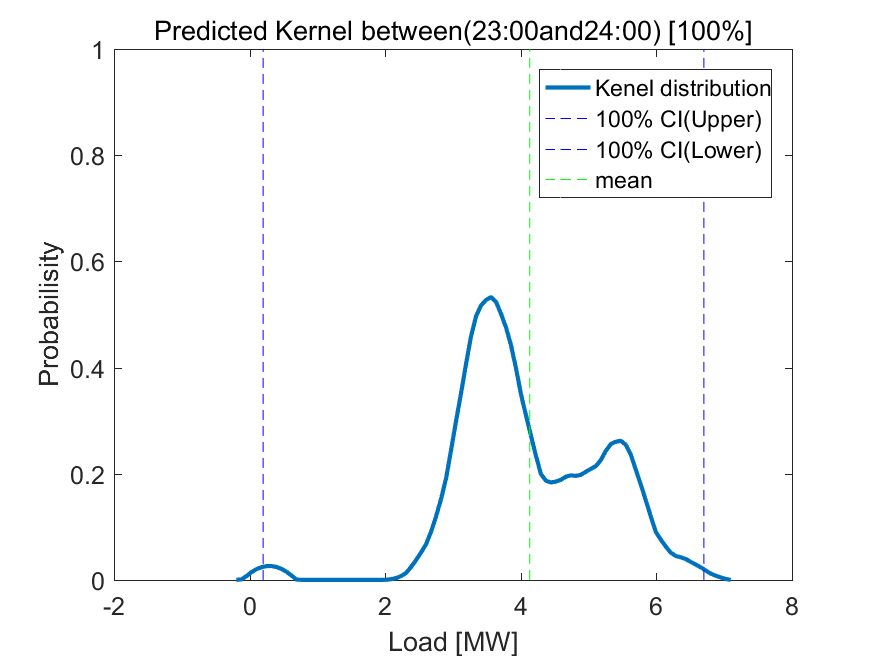 Predicted Kernel between(23:00and24:00) [100%]
1
0.8
0.6
0.4
0.2
0
Probabilisity
-2
0
2
4
6
8
Load [MW]
Kenel distribution
100% CI(Upper)
100% CI(Lower)
mean